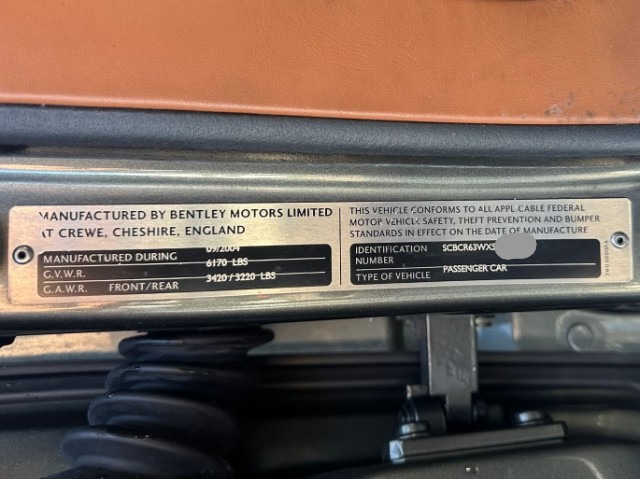 MANUFACTURED BY BENTLEY MOTORS LIMITED
AT CREWE, CHESHIRE, ENGLAND
MANUFACTURED DURING 09/2004
G.V.W.R. 6170 LBS
G.A.W.R. FRONT/REAR 3420 / 3220 LBS
THIS VEHICLE CONFORMS TO ALL APPLICABLE FEDERAL
MOTOR VEHICLE SAFETY, THEFT PREVENTION AND BUMPER
STANDARDS IN EFFECT ON THE DATE OF MANUFACTURE
IDENTIFICATION SCBCR63WX5
NUMBER
TYPE OF VEHICLE PASSENGER CAR